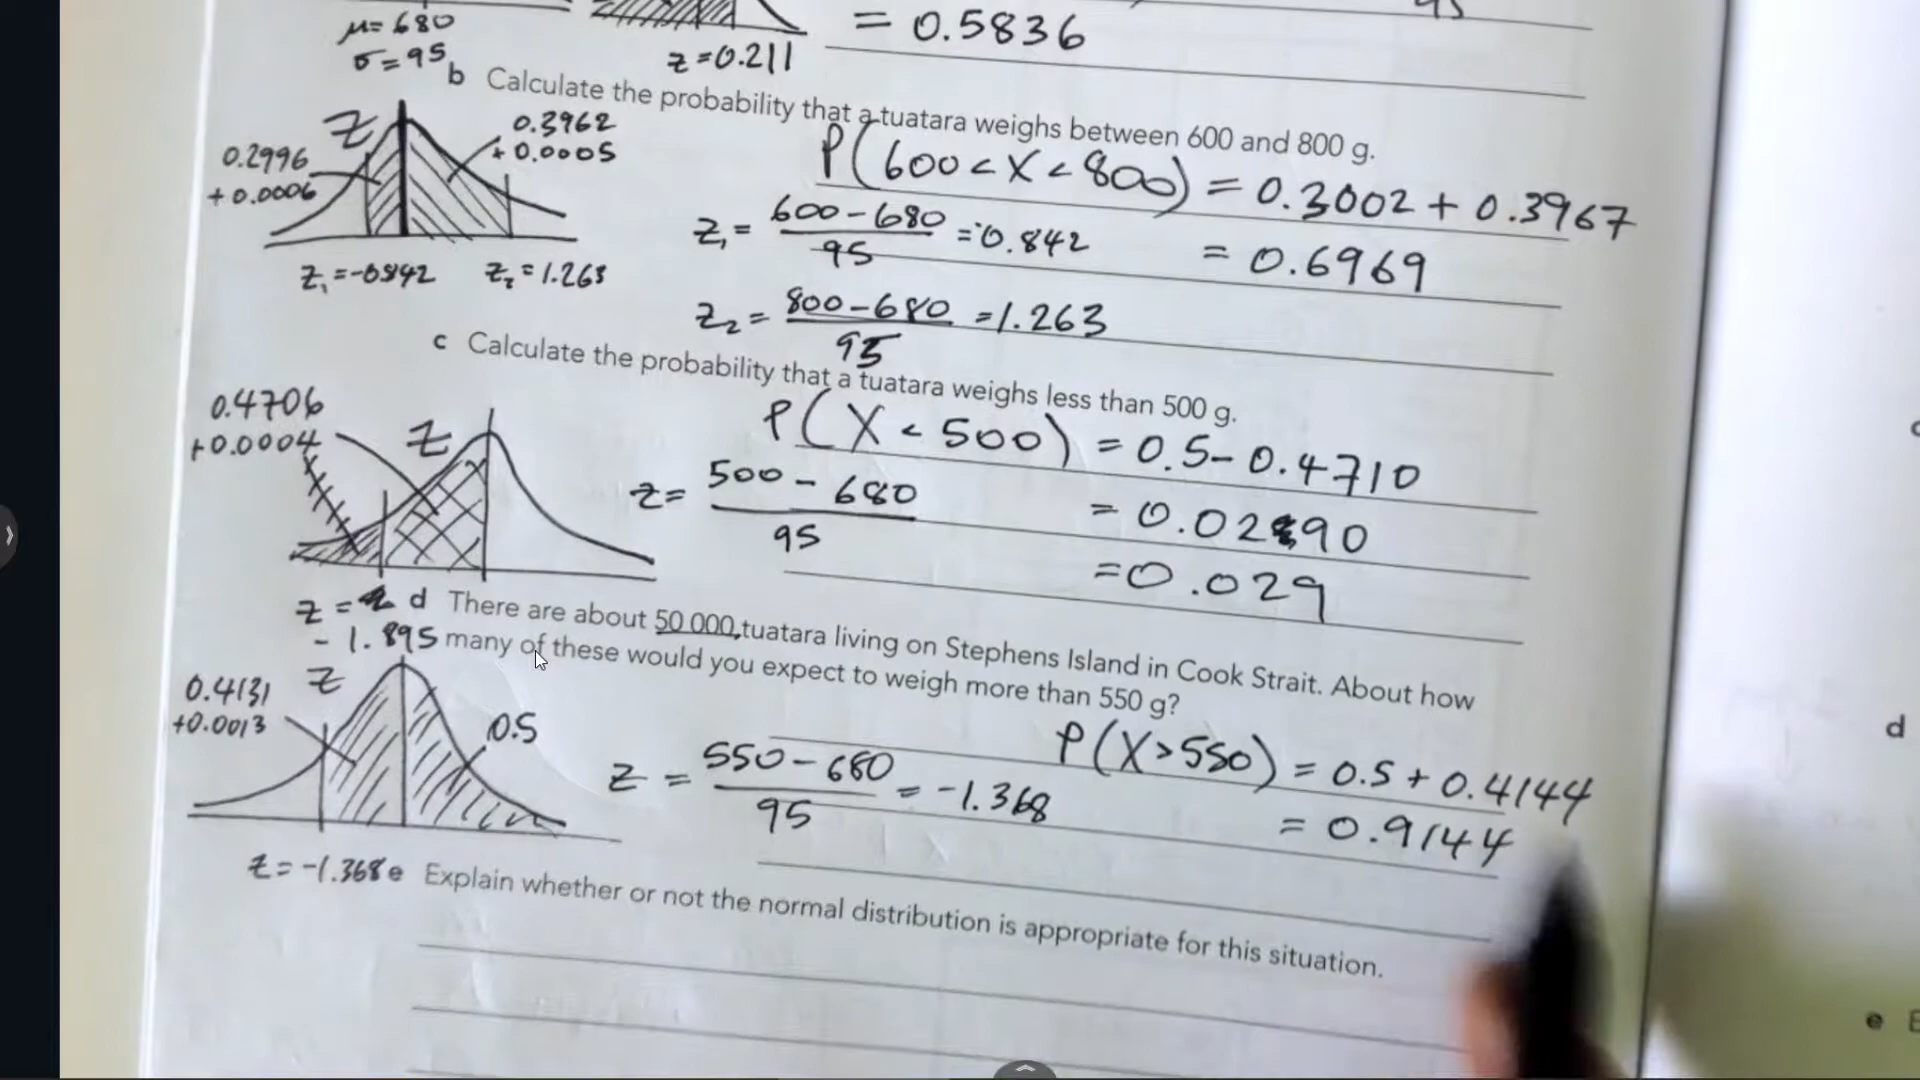 μ= 680
σ= 95
z=0.211
= 0.5836
95
b Calculate the probability that a tuatara weighs between 600 and 800 g.
Z
0.2996
+0.0006
0.3962
+0.0005
z₁=-0.842 z₂=1.263
P(600<X<800) = 0.3002+0.3967
= 0.6969
z₁= 600-680 =-0.842
95
z₂= 800-680 =1.263
95
c Calculate the probability that a tuatara weighs less than 500 g.
0.4706
+0.0004
Z
P(X<500) = 0.5-0.4710
= 0.0290
=0.029
z= 500-680
95
z =
-1.895
d There are about 50 000 tuatara living on Stephens Island in Cook Strait. About how
many of these would you expect to weigh more than 550 g?
0.4131
+0.0013
Z
0.5
z=-1.368
z = 550-680 = -1.368
95
P(X>550) = 0.5+0.4144
= 0.9144
e Explain whether or not the normal distribution is appropriate for this situation.
d
e E